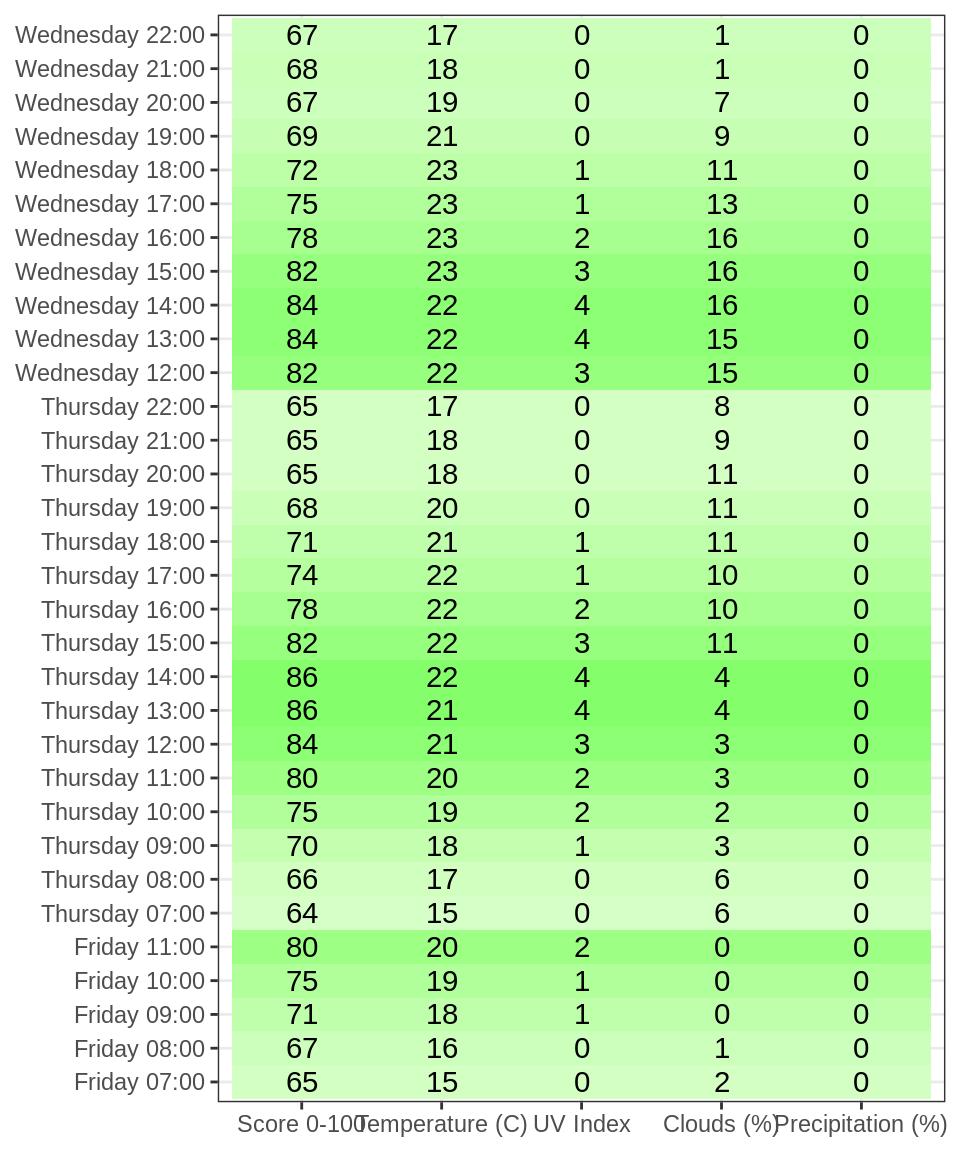 Wednesday 22:00 67 17 0 1 0
Wednesday 21:00 68 18 0 1 0
Wednesday 20:00 67 19 0 7 0
Wednesday 19:00 69 21 0 9 0
Wednesday 18:00 72 23 1 11 0
Wednesday 17:00 75 23 1 13 0
Wednesday 16:00 78 23 2 16 0
Wednesday 15:00 82 23 3 16 0
Wednesday 14:00 84 22 4 16 0
Wednesday 13:00 84 22 4 15 0
Wednesday 12:00 82 22 3 15 0
Thursday 22:00 65 17 0 8 0
Thursday 21:00 65 18 0 9 0
Thursday 20:00 65 18 0 11 0
Thursday 19:00 68 20 0 11 0
Thursday 18:00 71 21 1 11 0
Thursday 17:00 74 22 1 10 0
Thursday 16:00 78 22 2 10 0
Thursday 15:00 82 22 3 11 0
Thursday 14:00 86 22 4 4 0
Thursday 13:00 86 21 4 4 0
Thursday 12:00 84 21 3 3 0
Thursday 11:00 80 20 2 3 0
Thursday 10:00 75 19 2 2 0
Thursday 09:00 70 18 1 3 0
Thursday 08:00 66 17 0 6 0
Thursday 07:00 64 15 0 6 0
Friday 11:00 80 20 2 0 0
Friday 10:00 75 19 1 0 0
Friday 09:00 71 18 1 0 0
Friday 08:00 67 16 0 1 0
Friday 07:00 65 15 0 2 0
Score 0-100 Temperature (C) UV Index Clouds (%) Precipitation (%)